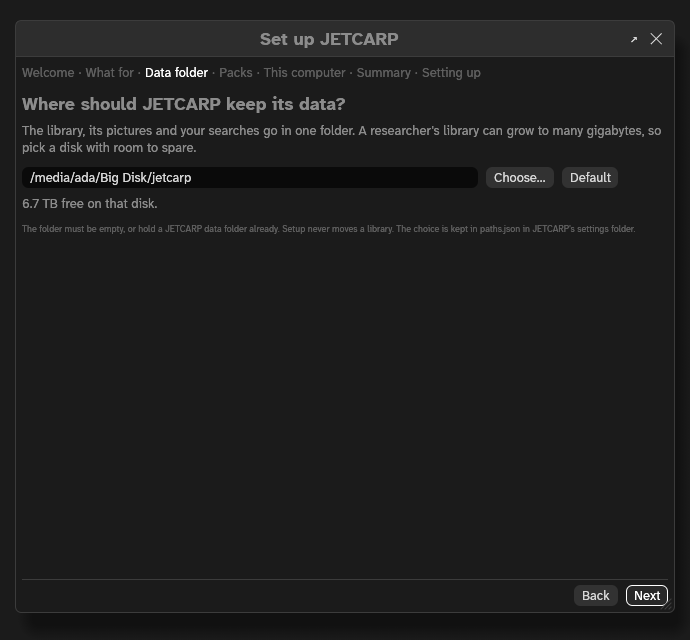 Set up JETCARP
Welcome · What for · Data folder · Packs · This computer · Summary · Setting up
Where should JETCARP keep its data?
The library, its pictures and your searches go in one folder. A researcher's library can grow to many gigabytes, so
pick a disk with room to spare.
/media/ada/Big Disk/jetcarp Choose... Default
6.7 TB free on that disk.
The folder must be empty, or hold a JETCARP data folder already. Setup never moves a library. The choice is kept in paths.json in JETCARP's settings folder.
Back Next